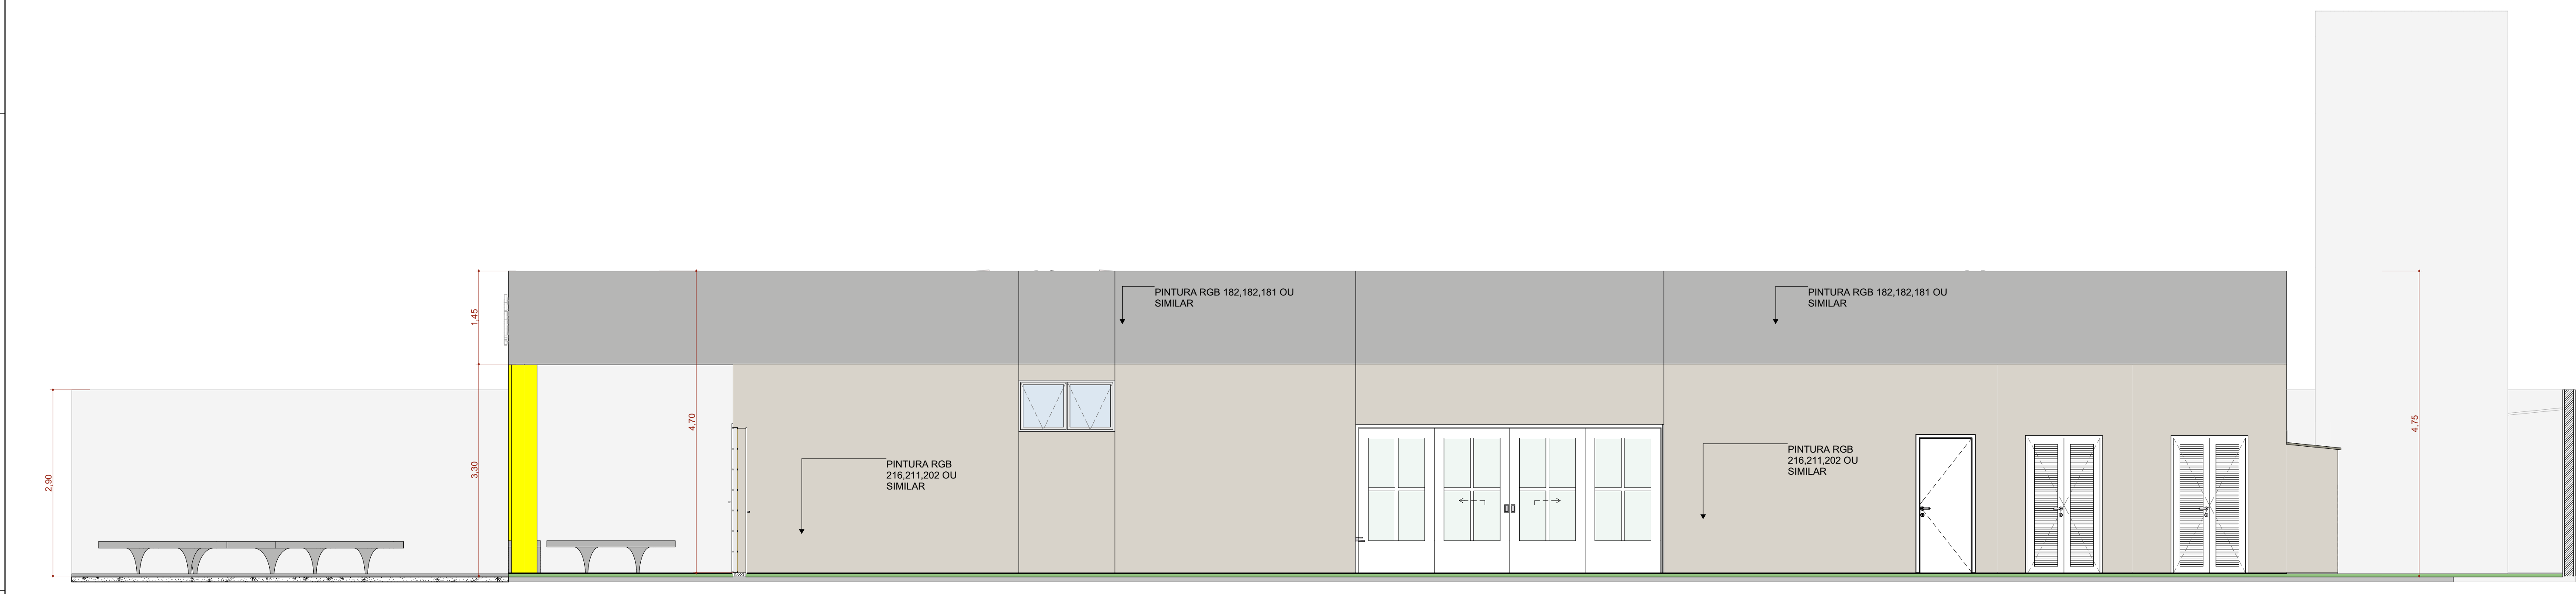 PINTURA RGB 182,182,181 OU
SIMILAR
PINTURA RGB 182,182,181 OU
SIMILAR
1,45
4,70
4,75
2,90
3,30
PINTURA RGB
216,211,202 OU
SIMILAR
PINTURA RGB
216,211,202 OU
SIMILAR